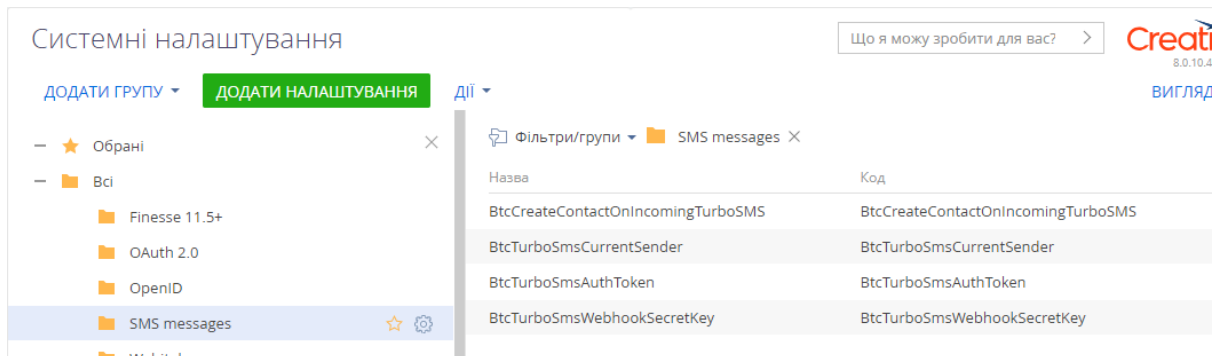 Системні налаштування
Що я можу зробити для вас?
8.0.10.4
ДОДАТИ ГРУПУ ДОДАТИ НАЛАШТУВАННЯ ДІЇ
ВИГЛЯД
Обрані
Всі
Finesse 11.5+
OAuth 2.0
OpenID
SMS messages
Фільтри/групи SMS messages
Назва Код
BtcCreateContactOnIncomingTurboSMS BtcCreateContactOnIncomingTurboSMS
BtcTurboSmsCurrentSender BtcTurboSmsCurrentSender
BtcTurboSmsAuthToken BtcTurboSmsAuthToken
BtcTurboSmsWebhookSecretKey BtcTurboSmsWebhookSecretKey